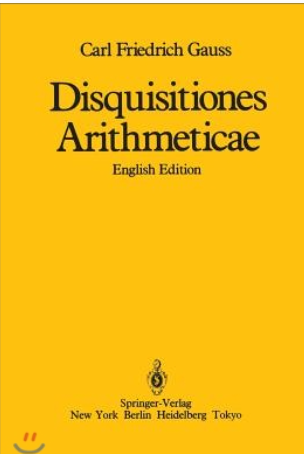 Carl Friedrich Gauss
Disquisitiones
Arithmeticae
English Edition
Springer-Verlag
New York Berlin Heidelberg Tokyo